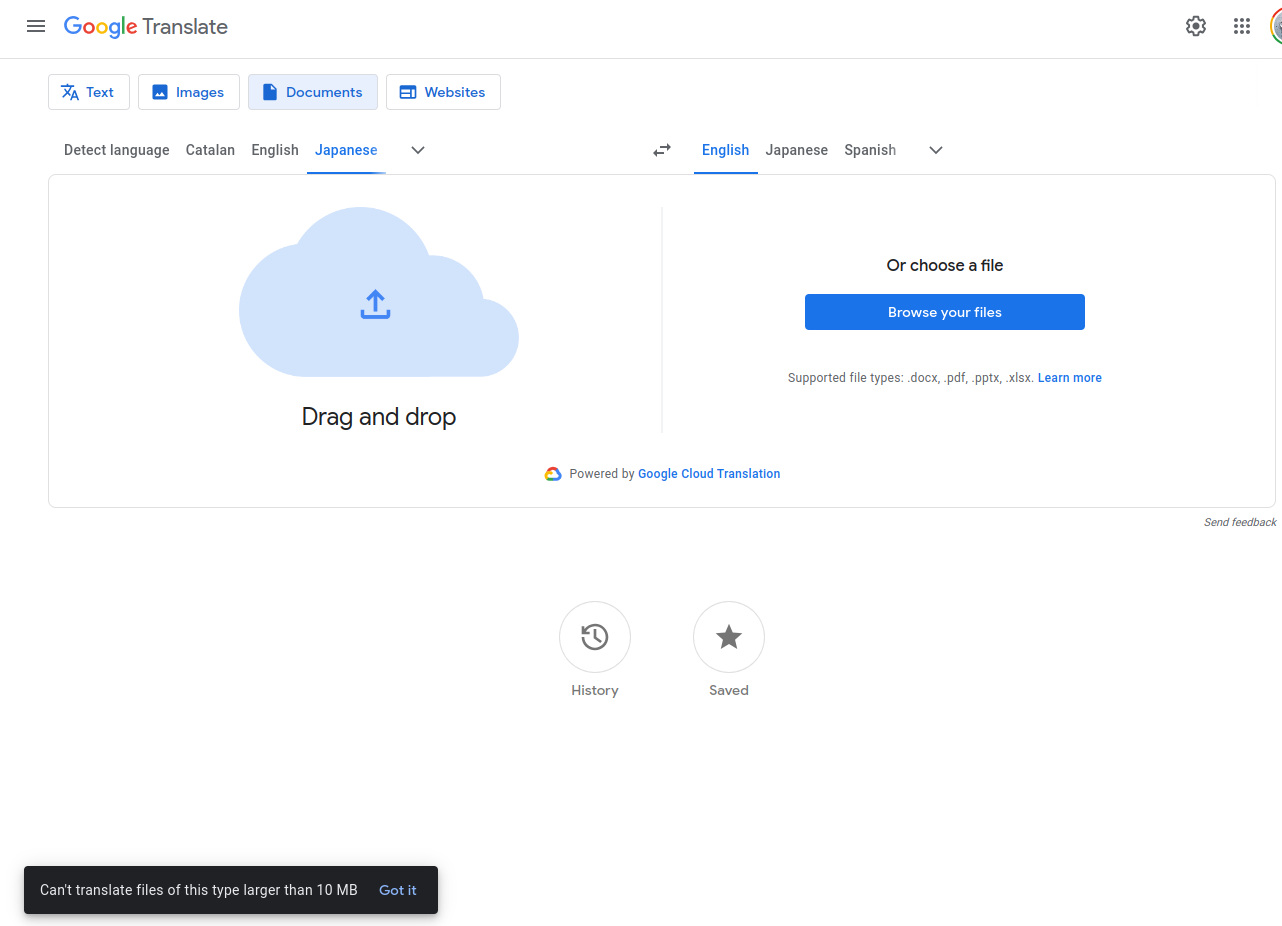 Google Translate
Text Images Documents Websites
Detect language Catalan English Japanese English Japanese Spanish
Or choose a file
Browse your files
Supported file types: .docx, .pdf, .pptx, .xlsx. Learn more
Drag and drop
Powered by Google Cloud Translation
Send feedback
History Saved
Can't translate files of this type larger than 10 MB Got it